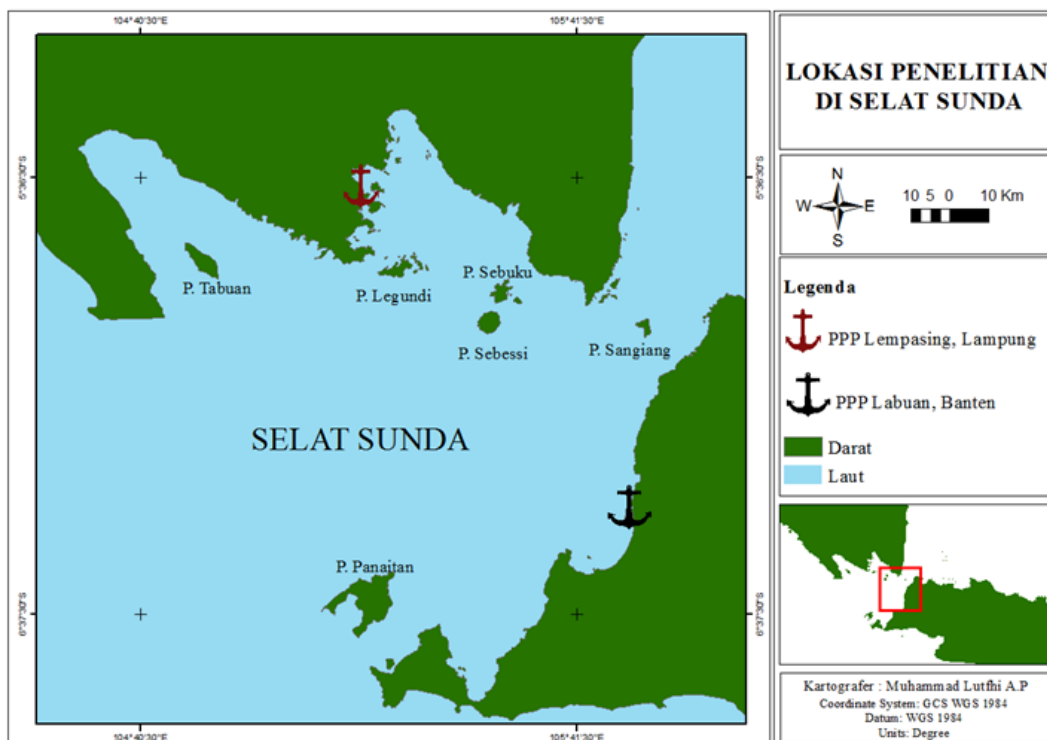 104°40'30"E
105°41'30"E
5°36'30"S
5°36'30"S
P. Tabuan
P. Legundi
P. Sebuku
P. Sebessi
P. Sangiang
SELAT SUNDA
P. Panaitan
6°37'30"S
6°37'30"S
104°40'30"E
105°41'30"E
LOKASI PENELITIAN
DI SELAT SUNDA
N
W E
S
10 5 0 10 Km
Legenda
PPP Lempasing, Lampung
PPP Labuan, Banten
Darat
Laut
Kartografer : Muhammad Lutfhi A.P
Coordinate System: GCS WGS 1984
Datum: WGS 1984
Units: Degree